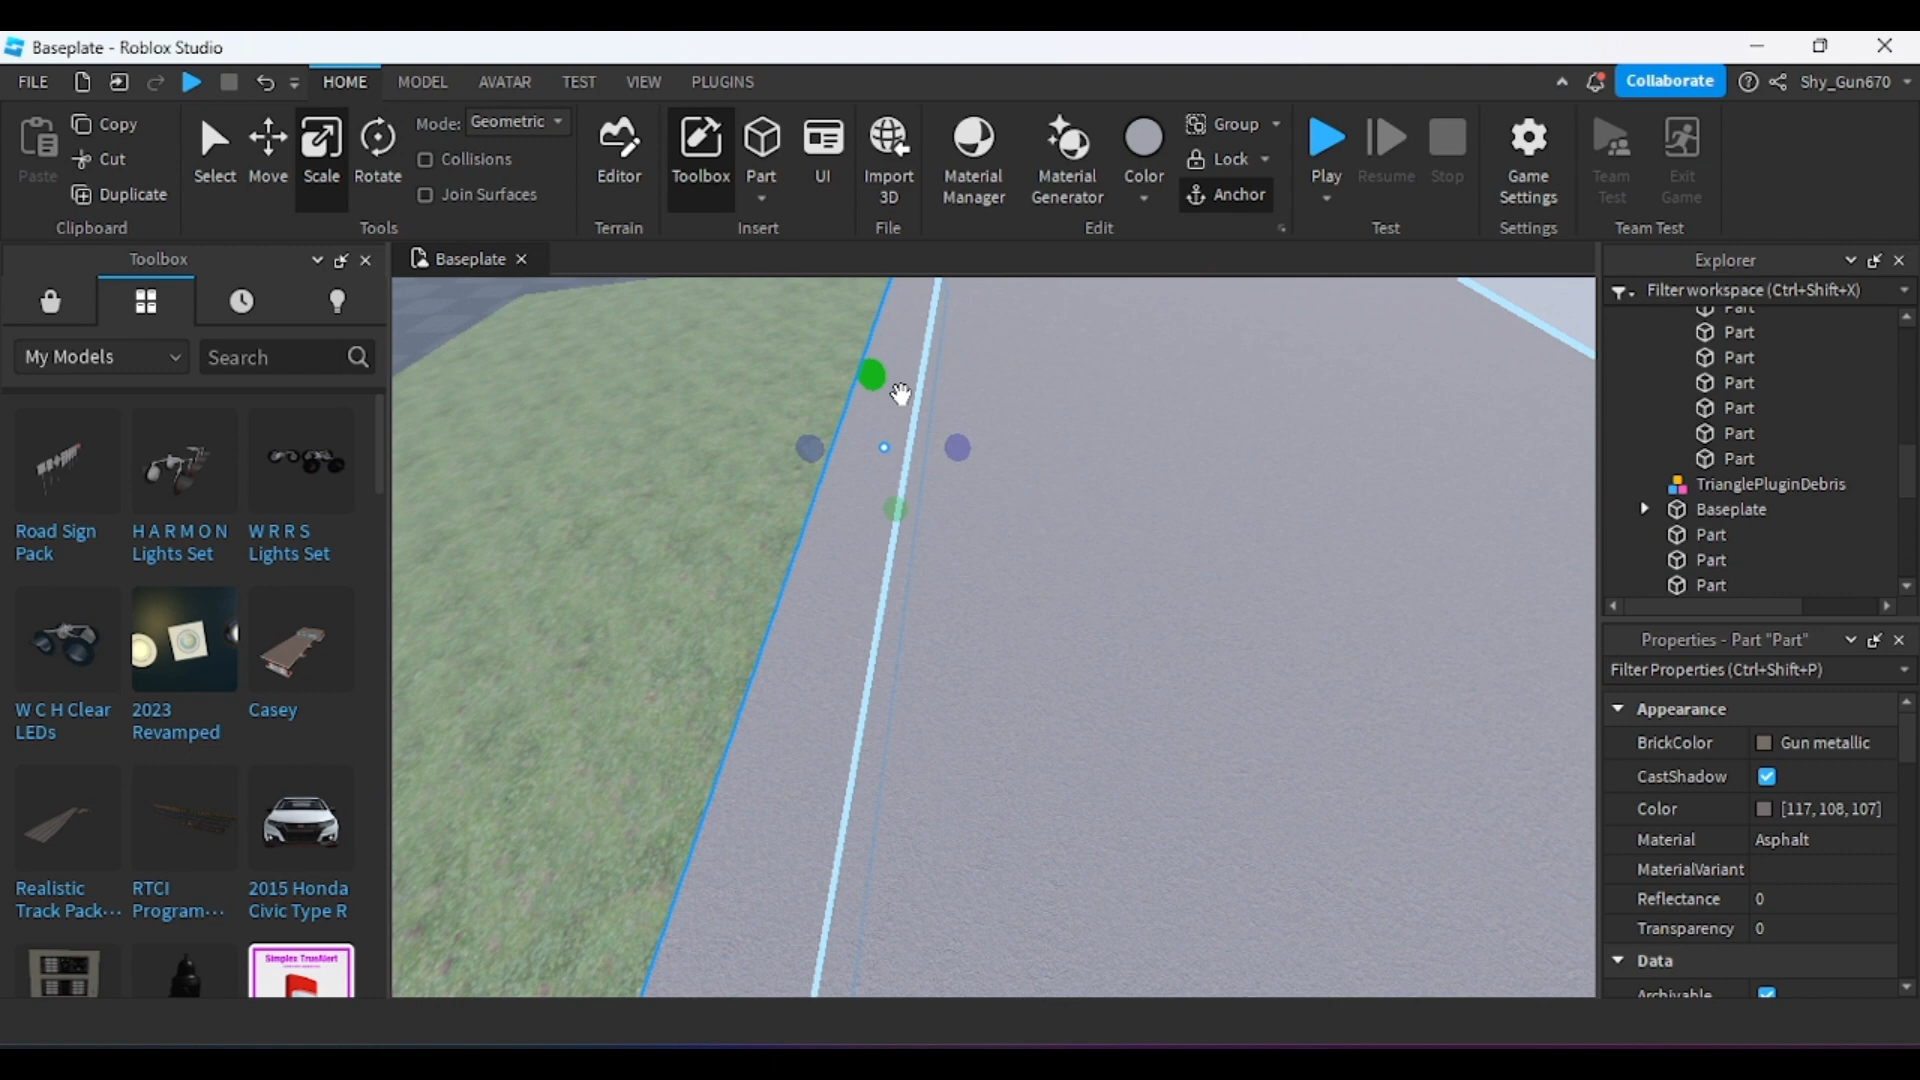 Baseplate - Roblox Studio
FILE
HOME
MODEL
AVATAR
TEST
VIEW
PLUGINS
Collaborate
Shy_Gun670
Paste
Copy
Cut
Duplicate
Clipboard
Select
Move
Scale
Rotate
Mode: Geometric
Collisions
Join Surfaces
Tools
Editor
Terrain
Toolbox
Part
UI
Insert
Import
3D
File
Material
Manager
Material
Generator
Color
Group
Lock
Anchor
Edit
Play
Resume
Stop
Test
Game
Settings
Settings
Team
Test
Exit
Game
Team Test
Toolbox
My Models
Search
Road Sign
Pack
H A R M O N
Lights Set
W R R S
Lights Set
W C H Clear
LEDs
2023
Revamped
Casey
Realistic
Track Pack...
RTCI
Program...
2015 Honda
Civic Type R
Simplex TrueAlert
Baseplate
Explorer
Filter workspace (Ctrl+Shift+X)
Part
Part
Part
Part
Part
Part
Part
TrianglePluginDebris
Baseplate
Part
Part
Part
Properties - Part "Part"
Filter Properties (Ctrl+Shift+P)
Appearance
BrickColor Gun metallic
CastShadow
Color [117, 108, 107]
Material Asphalt
MaterialVariant
Reflectance 0
Transparency 0
Data
Archivable